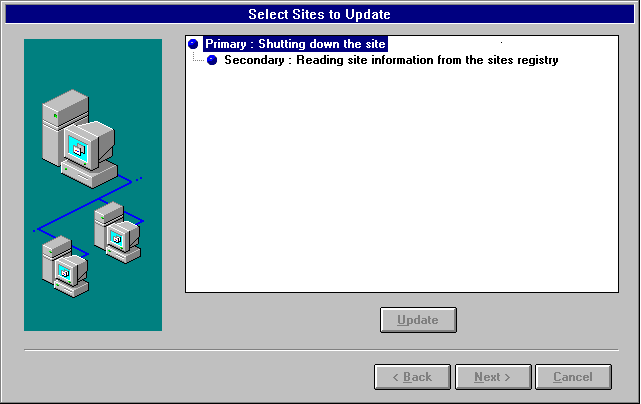 Select Sites to Update
Primary : Shutting down the site
Secondary : Reading site information from the sites registry
Update
< Back
Next >
Cancel